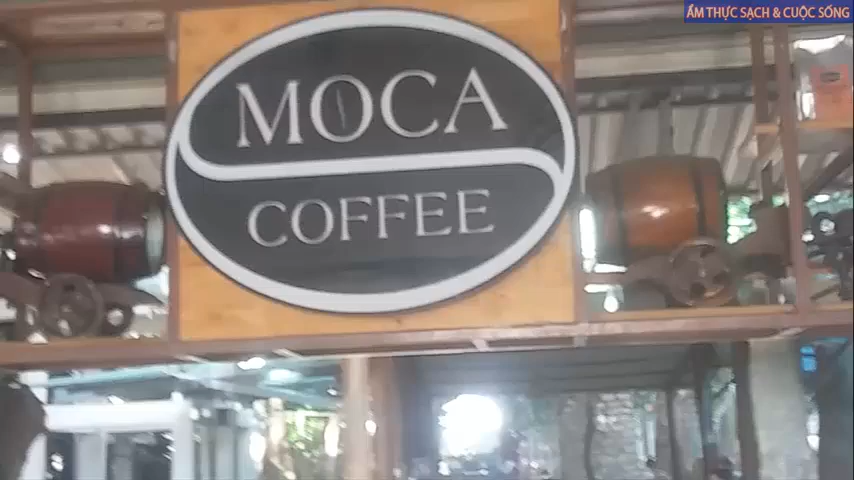 ẨM THỰC SẠCH & CUỘC SỐNG
MOCA
COFFEE